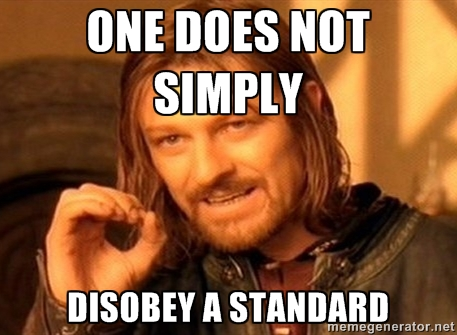 ONE DOES NOT
SIMPLY
DISOBEY A STANDARD
memegenerator.net